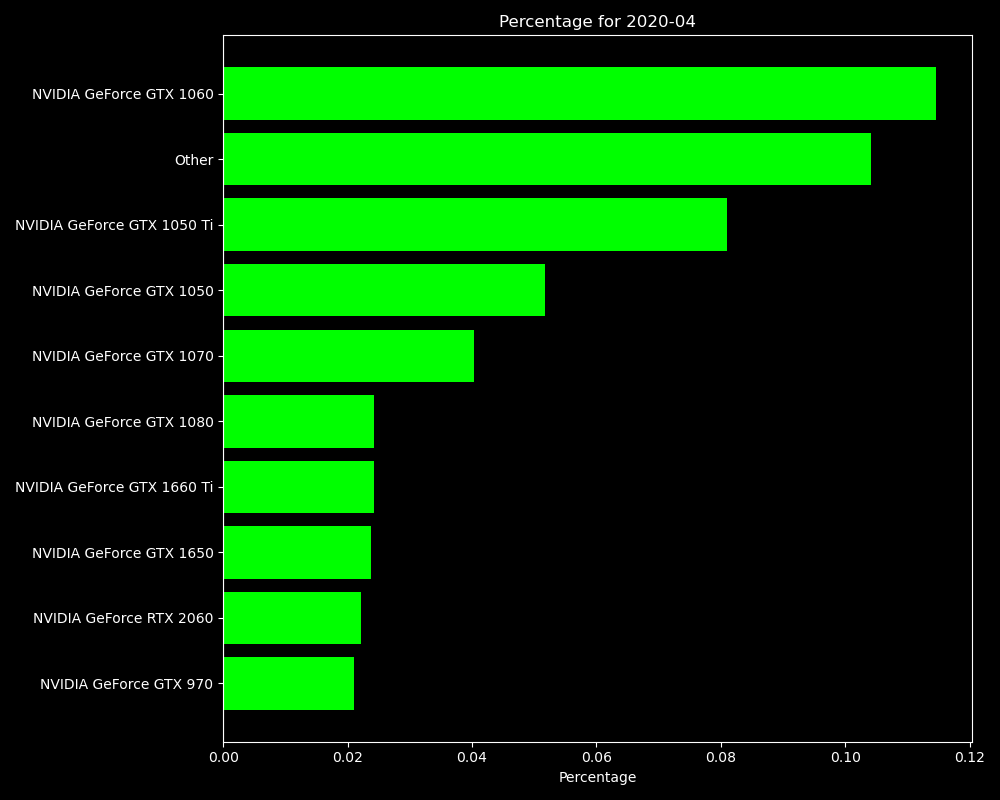 Percentage for 2020-04
NVIDIA GeForce GTX 1060
Other
NVIDIA GeForce GTX 1050 Ti
NVIDIA GeForce GTX 1050
NVIDIA GeForce GTX 1070
NVIDIA GeForce GTX 1080
NVIDIA GeForce GTX 1660 Ti
NVIDIA GeForce GTX 1650
NVIDIA GeForce RTX 2060
NVIDIA GeForce GTX 970
0.00 0.02 0.04 0.06 0.08 0.10 0.12
Percentage